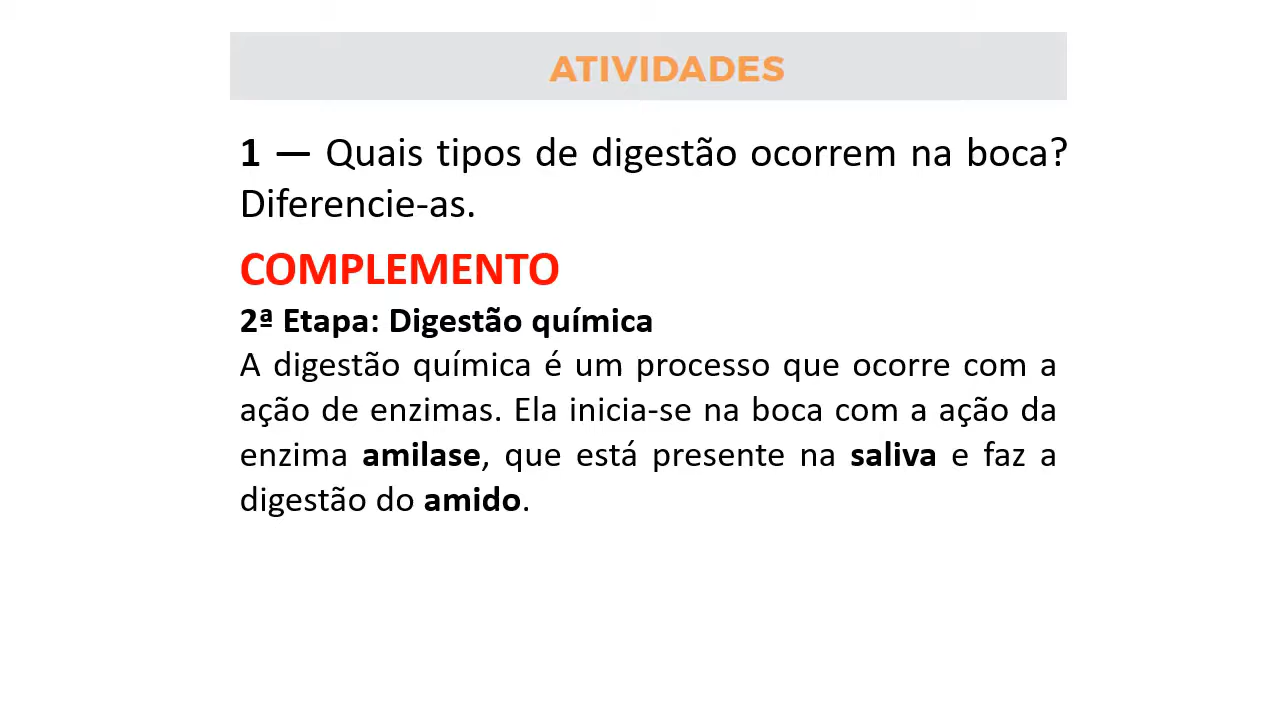 ATIVIDADES
1 — Quais tipos de digestão ocorrem na boca?
Diferencie-as.
COMPLEMENTO
2ª Etapa: Digestão química
A digestão química é um processo que ocorre com a
ação de enzimas. Ela inicia-se na boca com a ação da
enzima amilase, que está presente na saliva e faz a
digestão do amido.